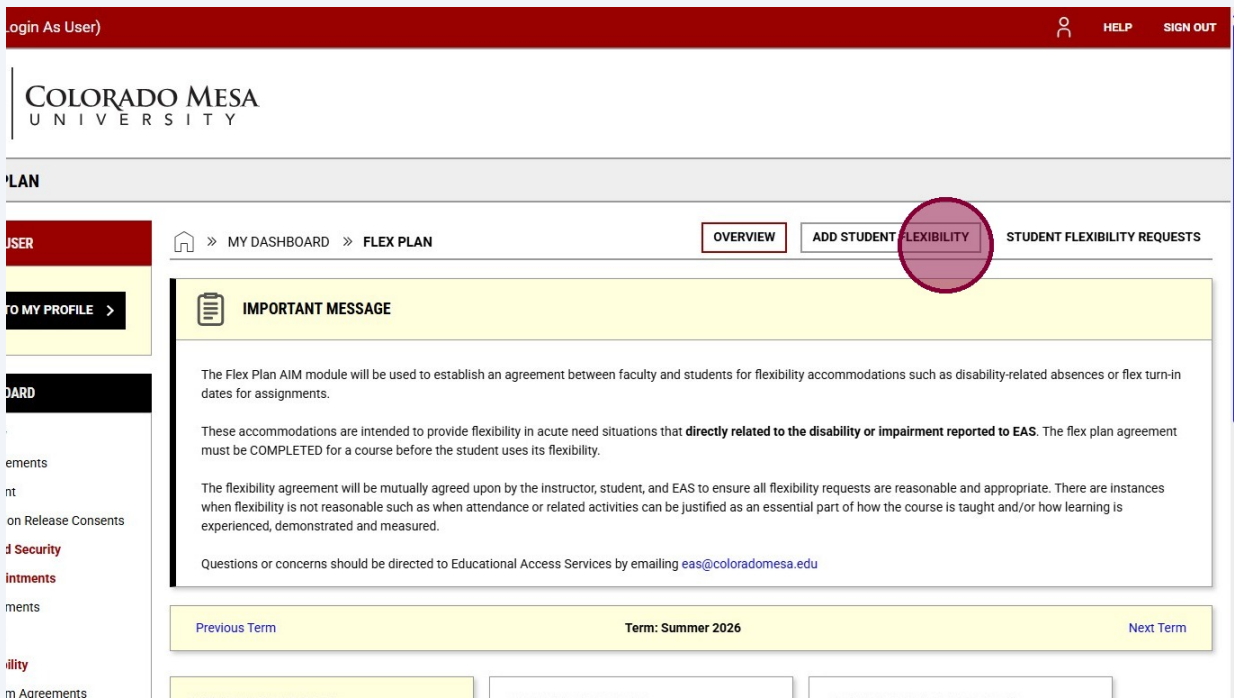 Login As User)
HELP
SIGN OUT
COLORADO MESA
UNIVERSITY
PLAN
USER
MY DASHBOARD » FLEX PLAN
OVERVIEW
ADD STUDENT FLEXIBILITY
STUDENT FLEXIBILITY REQUESTS
TO MY PROFILE >
IMPORTANT MESSAGE
The Flex Plan AIM module will be used to establish an agreement between faculty and students for flexibility accommodations such as disability-related absences or flex turn-in
dates for assignments.
These accommodations are intended to provide flexibility in acute need situations that directly related to the disability or impairment reported to EAS. The flex plan agreement
must be COMPLETED for a course before the student uses its flexibility.
The flexibility agreement will be mutually agreed upon by the instructor, student, and EAS to ensure all flexibility requests are reasonable and appropriate. There are instances
when flexibility is not reasonable such as when attendance or related activities can be justified as an essential part of how the course is taught and/or how learning is
experienced, demonstrated and measured.
Questions or concerns should be directed to Educational Access Services by emailing eas@coloradomesa.edu
OARD
ements
nt
on Release Consents
d Security
intments
ments
bility
m Agreements
Previous Term
Term: Summer 2026
Next Term